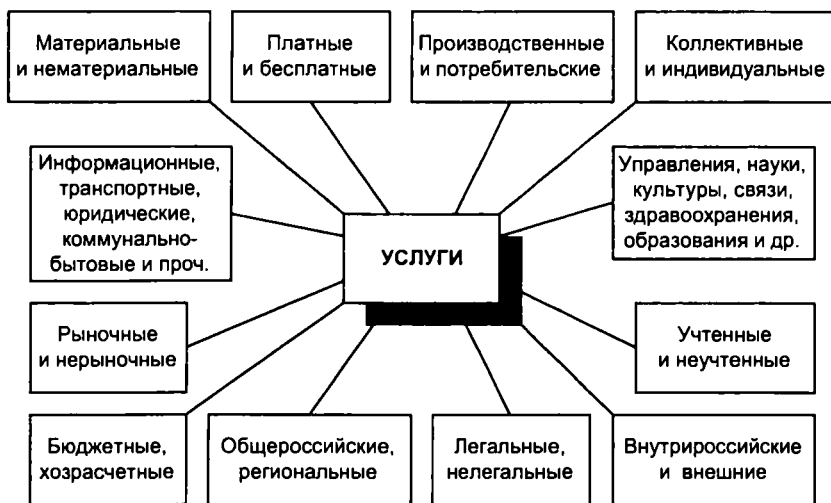 Материальные
и нематериальные
Платные
и бесплатные
Производственные
и потребительские
Коллективные
и индивидуальные
Информационные,
транспортные,
юридические,
коммунально-
бытовые и проч.
УСЛУГИ
Управления, науки,
культуры, связи,
здравоохранения,
образования и др.
Рыночные
и нерыночные
Учтенные
и неучтенные
Бюджетные,
хозрасчетные
Общероссийские,
региональные
Легальные,
нелегальные
Внутрироссийские
и внешние